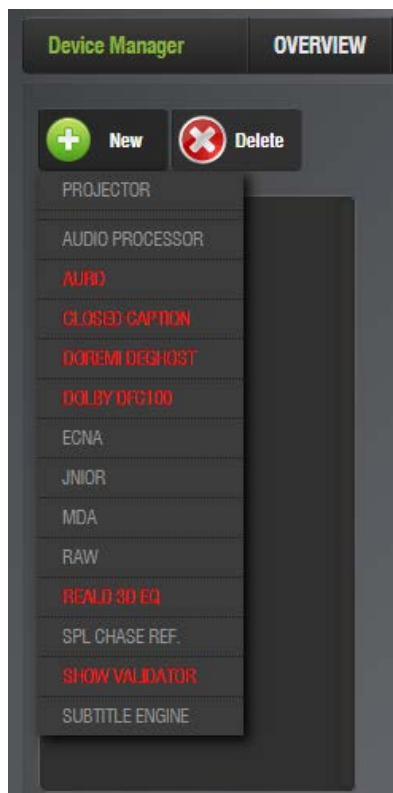 Device Manager
OVERVIEW
New
Delete
PROJECTOR
AUDIO PROCESSOR
AURO
CLOSED CAPTION
DOREMI DEGHOST
DOLBY DFC100
ECNA
JNIOR
MDA
RAW
REALD 3D EQ
SPL CHASE REF.
SHOW VALIDATOR
SUBTITLE ENGINE